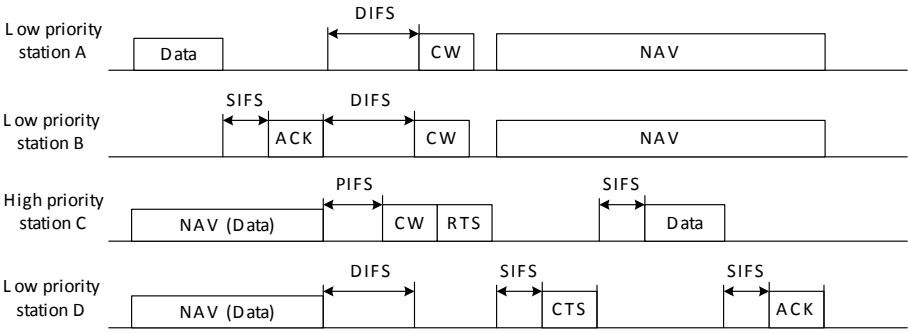 DIFS
Low priority
station A
Data
CW
NAV
SIFS
DIFS
Low priority
station B
ACK
CW
NAV
PIFS
SIFS
High priority
station C
NAV (Data)
CW
RTS
Data
DIFS
SIFS
SIFS
Low priority
station D
NAV (Data)
CTS
ACK